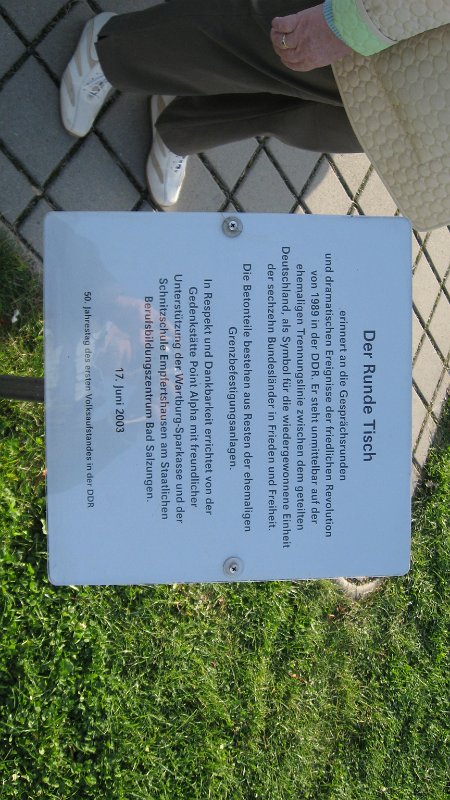 Der Runde Tisch
erinnert an die Gesprächsrunden
und dramatischen Ereignisse der friedlichen Revolution
von 1989 in der DDR. Er steht unmittelbar auf der
ehemaligen Trennungslinie zwischen dem geteilten
Deutschland, als Symbol für die wiedergewonnene Einheit
der sechzehn Bundesländer in Frieden und Freiheit.
Die Betonteile bestehen aus Resten der ehemaligen
Grenzbefestigungsanlagen.
In Respekt und Dankbarkeit errichtet von der
Gedenkstätte Point Alpha mit freundlicher
Unterstützung der Wartburg-Sparkasse und der
Schnitzschule Empfertshausen am Staatlichen
Berufsbildungszentrum Bad Salzungen.
17. Juni 2003
50. Jahrestag des ersten Volksaufstandes in der DDR